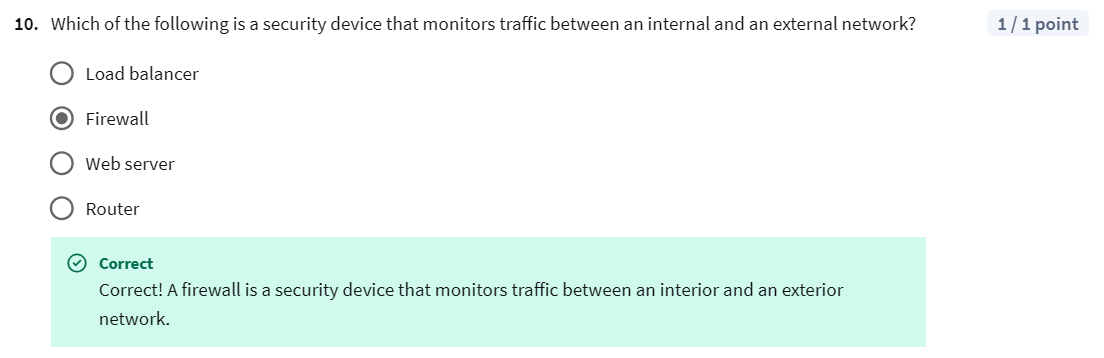 10. Which of the following is a security device that monitors traffic between an internal and an external network? 1 / 1 point
Load balancer
Firewall
Web server
Router
Correct
Correct! A firewall is a security device that monitors traffic between an interior and an exterior
network.